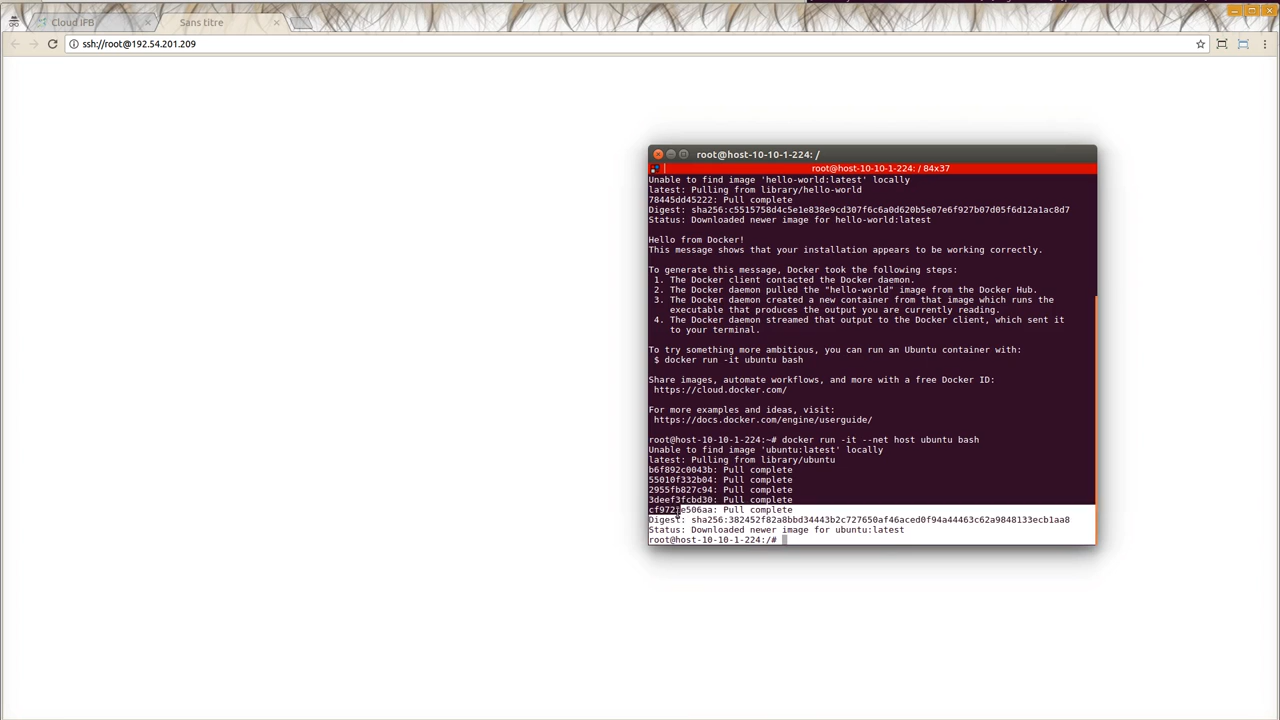 Cloud IFB
Sans titre
ssh://root@192.54.201.209
root@host-10-10-1-224: /
root@host-10-10-1-224: / 84x37
Unable to find image 'hello-world:latest' locally
latest: Pulling from library/hello-world
78445dd45222: Pull complete
Digest: sha256:c5515758d4c5e1e838e9cd307f6c6a0d620b5e07e6f927b07d05f6d12a1ac8d7
Status: Downloaded newer image for hello-world:latest
Hello from Docker!
This message shows that your installation appears to be working correctly.
To generate this message, Docker took the following steps:
1. The Docker client contacted the Docker daemon.
2. The Docker daemon pulled the "hello-world" image from the Docker Hub.
3. The Docker daemon created a new container from that image which runs the
executable that produces the output you are currently reading.
4. The Docker daemon streamed that output to the Docker client, which sent it
to your terminal.
To try something more ambitious, you can run an Ubuntu container with:
$ docker run -it ubuntu bash
Share images, automate workflows, and more with a free Docker ID:
https://cloud.docker.com/
For more examples and ideas, visit:
https://docs.docker.com/engine/userguide/
root@host-10-10-1-224:~# docker run -it --net host ubuntu bash
Unable to find image 'ubuntu:latest' locally
latest: Pulling from library/ubuntu
b6f892c0043b: Pull complete
55010f332b04: Pull complete
2955fb827c94: Pull complete
3deef3fcbd30: Pull complete
Pull complete
Digest: sha256:382452f82a8bbd34443b2c727650af46aced0f94a44463c62a9848133ecb1aa8
Status: Downloaded newer image for ubuntu:latest
root@host-10-10-1-224:/#